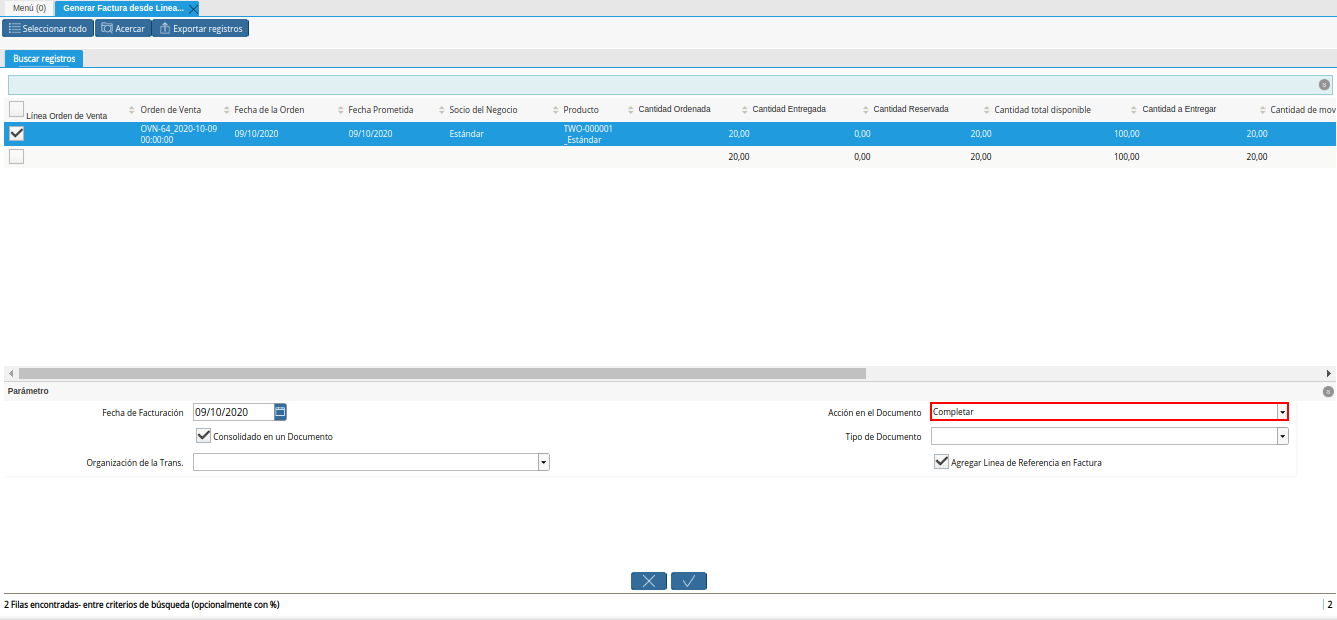 Menú (0) Generar Factura desde Línea...
Seleccionar todo Acercar Exportar registros
Buscar registros
Línea Orden de Venta Orden de Venta Fecha de la Orden Fecha Prometida Socio del Negocio Producto Cantidad Ordenada Cantidad Entregada Cantidad Reservada Cantidad total disponible Cantidad a Entregar Cantidad de mov
OVN-64_2020-10-09 00:00:00 09/10/2020 09/10/2020 Estándar TWO-000001 _Estándar 20,00 0,00 20,00 100,00 20,00
20,00 0,00 20,00 100,00 20,00
Parámetro
Fecha de Facturación 09/10/2020 Acción en el Documento Completar
Consolidado en un Documento Tipo de Documento
Organización de la Trans. Agregar Línea de Referencia en Factura
2 Filas encontradas- entre criterios de búsqueda (opcionalmente con %) 2